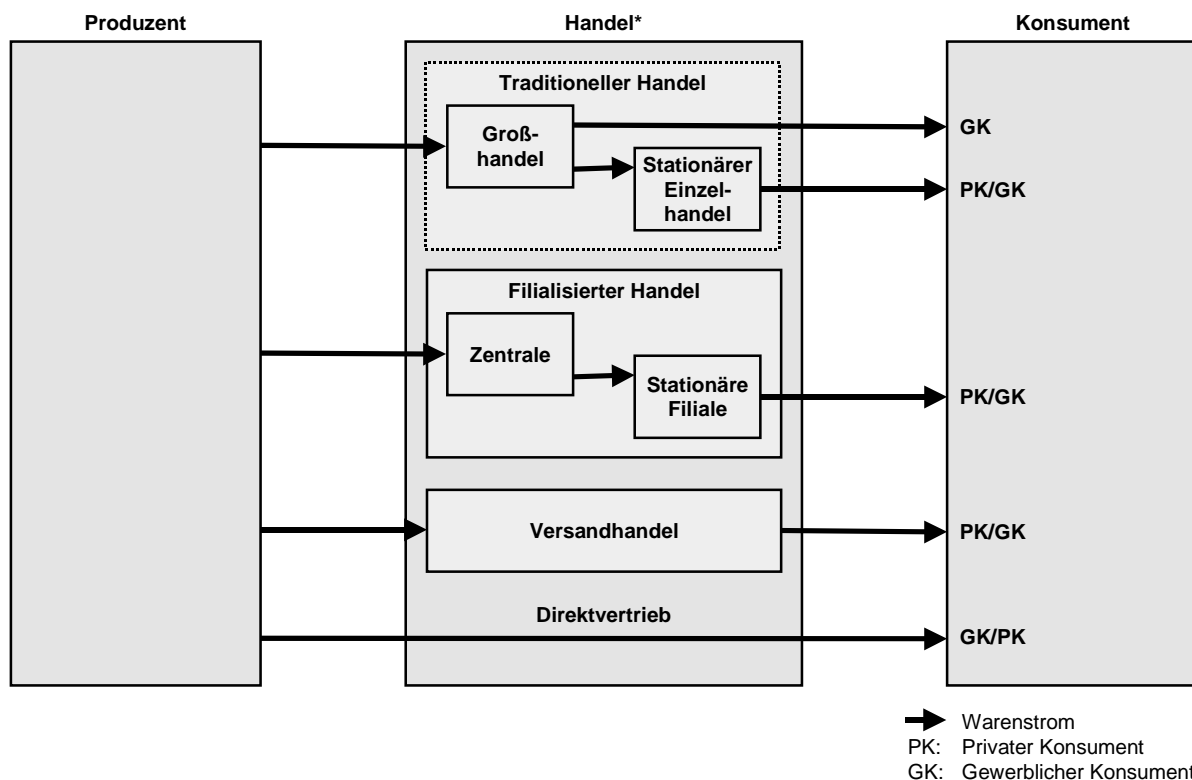 Produzent
Handel*
Konsument
Traditioneller Handel
Groß-
handel
Stationärer
Einzel-
handel
GK
PK/GK
Filialisierter Handel
Zentrale
Stationäre
Filiale
PK/GK
Versandhandel
PK/GK
Direktvertrieb
GK/PK
Warenstrom
PK: Privater Konsument
GK: Gewerblicher Konsument